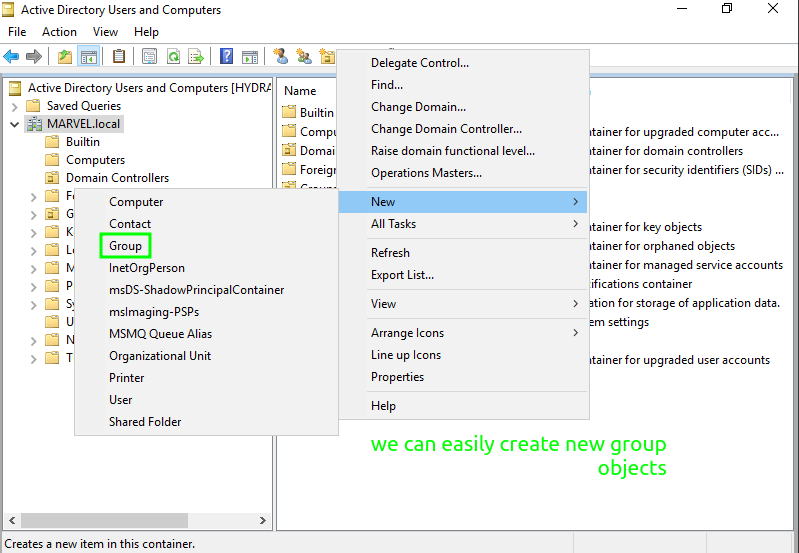 Active Directory Users and Computers
File Action View Help
Active Directory Users and Computers [HYDRA
Saved Queries
MARVEL.local
Builtin
Computers
Domain Controllers
Name
Builtin
Compu
Domai
Foreign
ntainer for upgraded computer acc...
ntainer for domain controllers
ntainer for security identifiers (SIDs) ...
ntainer for key objects
ntainer for orphaned objects
ntainer for managed service accounts
ifications container
ation for storage of application data.
em settings
ntainer for upgraded user accounts
Delegate Control...
Find...
Change Domain...
Change Domain Controller...
Raise domain functional level...
Operations Masters...
New
All Tasks
Refresh
Export List...
View
Arrange Icons
Line up Icons
Properties
Help
F
G
K
L
M
P
Sy
U
N
T
Computer
Contact
Group
InetOrgPerson
msDS-ShadowPrincipalContainer
msImaging-PSPs
MSMQ Queue Alias
Organizational Unit
Printer
User
Shared Folder
we can easily create new group
objects
Creates a new item in this container.